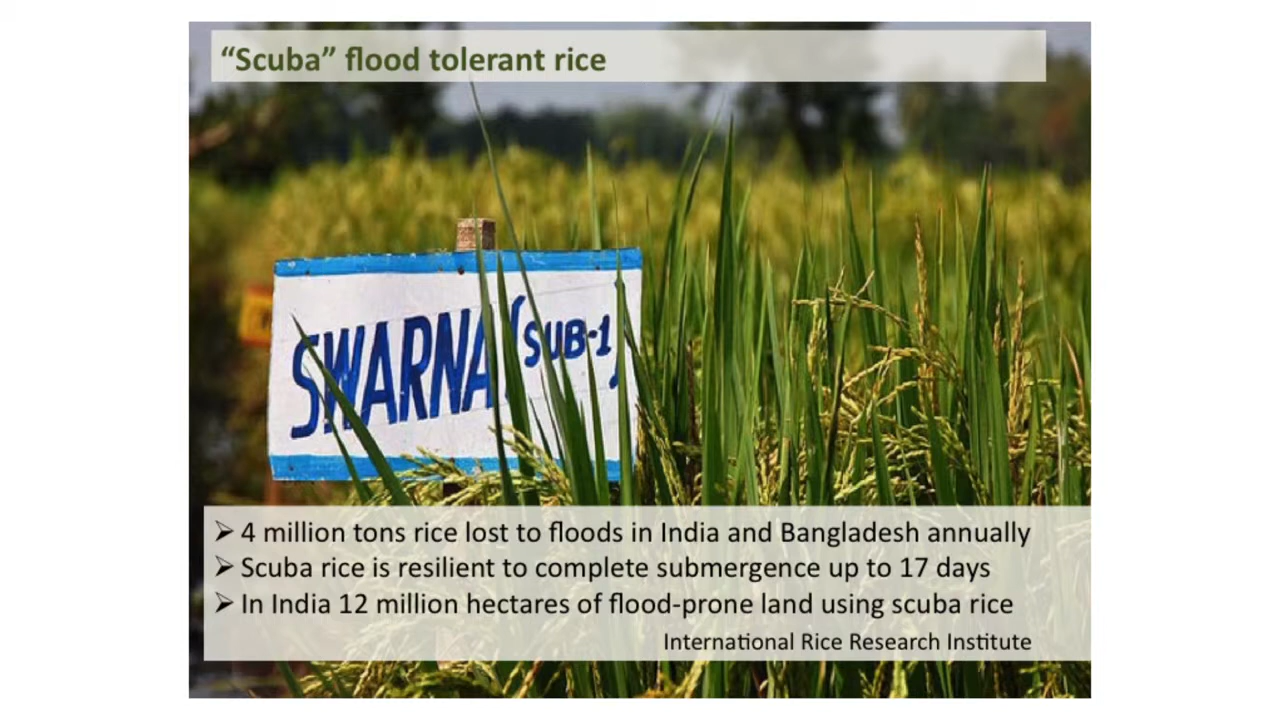 “Scuba” flood tolerant rice
SWARNA (SUB-1)
➢ 4 million tons rice lost to floods in India and Bangladesh annually
➢ Scuba rice is resilient to complete submergence up to 17 days
➢ In India 12 million hectares of flood-prone land using scuba rice
International Rice Research Institute